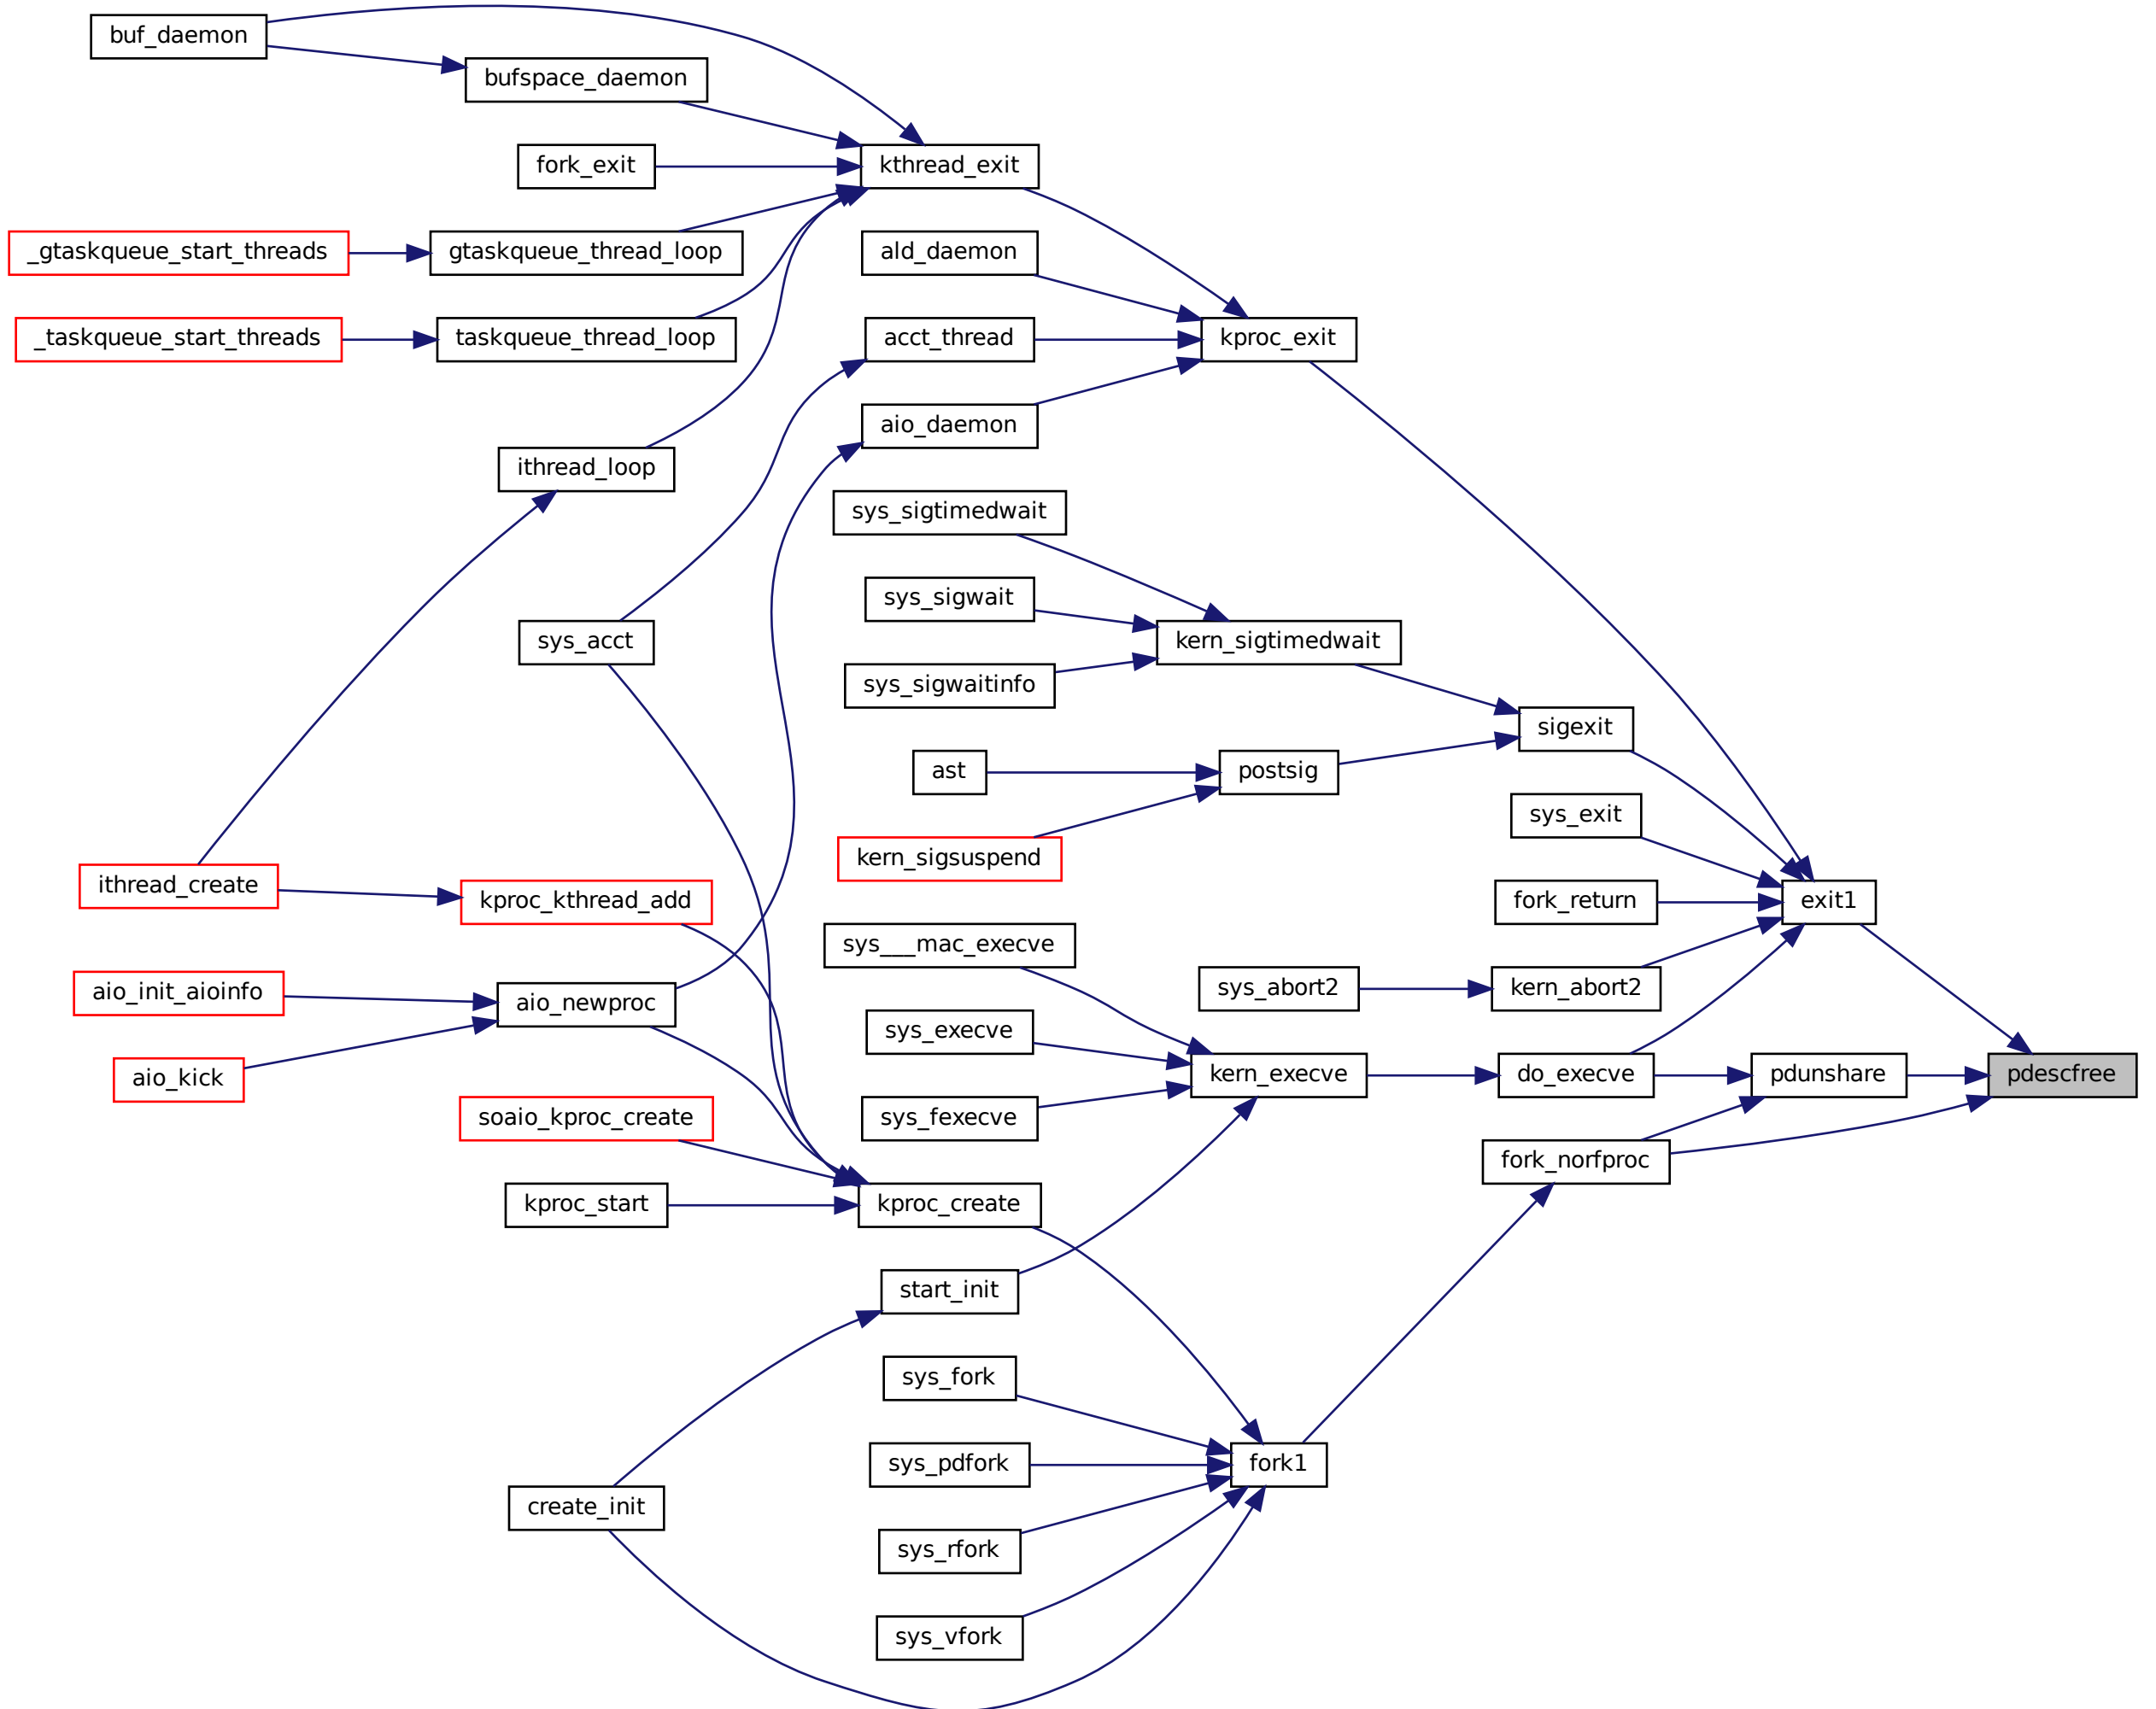 buf_daemon
bufspace_daemon
fork_exit
kthread_exit
_gtaskqueue_start_threads
gtaskqueue_thread_loop
ald_daemon
_taskqueue_start_threads
taskqueue_thread_loop
acct_thread
kproc_exit
aio_daemon
ithread_loop
sys_sigtimedwait
sys_sigwait
sys_acct
kern_sigtimedwait
sys_sigwaitinfo
sigexit
ast
postsig
sys_exit
kern_sigsuspend
ithread_create
kproc_kthread_add
fork_return
exit1
sys___mac_execve
aio_init_aioinfo
aio_newproc
sys_abort2
kern_abort2
sys_execve
aio_kick
kern_execve
do_execve
pdunshare
pdescfree
soaio_kproc_create
sys_fexecve
fork_norfproc
kproc_start
kproc_create
start_init
sys_fork
sys_pdfork
fork1
create_init
sys_rfork
sys_vfork